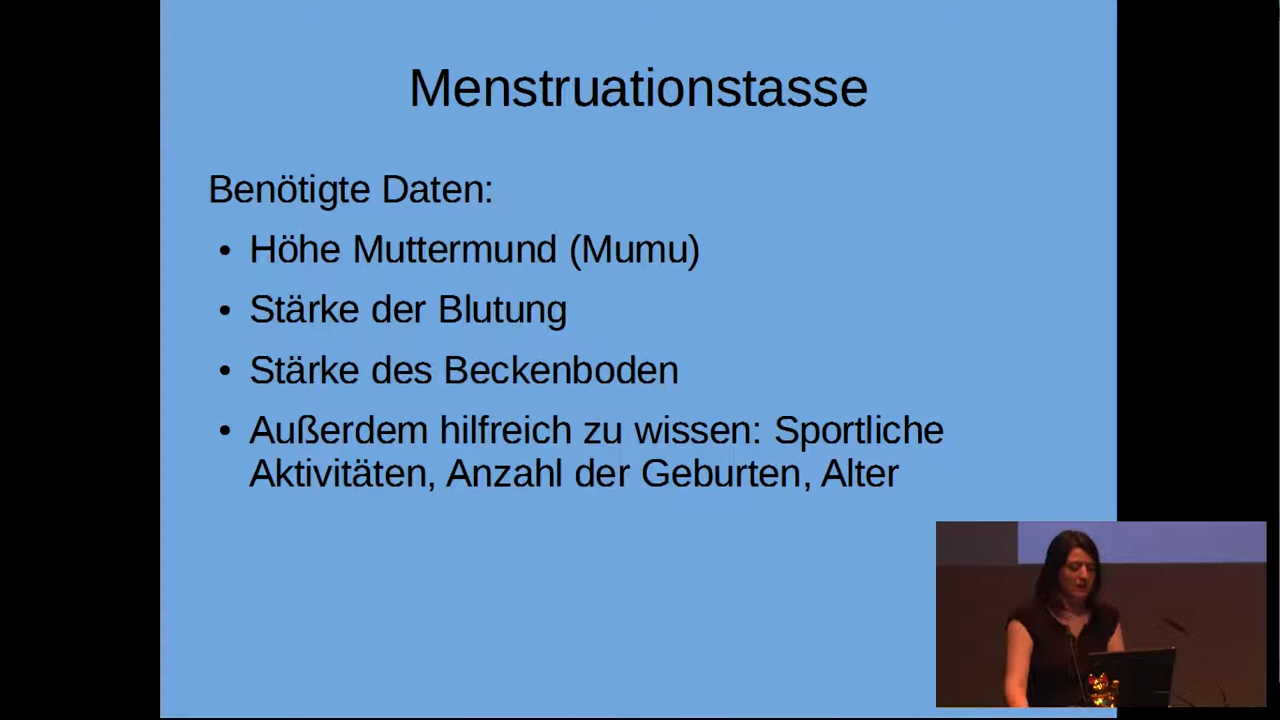 Menstruationstasse
Benötigte Daten:
• Höhe Muttermund (Mumu)
• Stärke der Blutung
• Stärke des Beckenboden
• Außerdem hilfreich zu wissen: Sportliche
Aktivitäten, Anzahl der Geburten, Alter